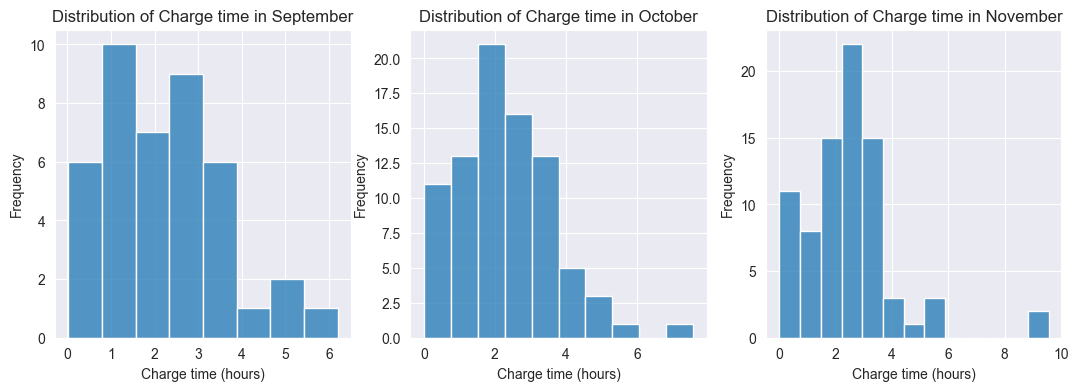 Distribution of Charge time in September
10
8
6
4
2
0
Frequency
0 1 2 3 4 5 6
Charge time (hours)
Distribution of Charge time in October
20.0
17.5
15.0
12.5
10.0
7.5
5.0
2.5
0.0
Frequency
0 2 4 6
Charge time (hours)
Distribution of Charge time in November
20
15
10
5
0
Frequency
0 2 4 6 8 10
Charge time (hours)